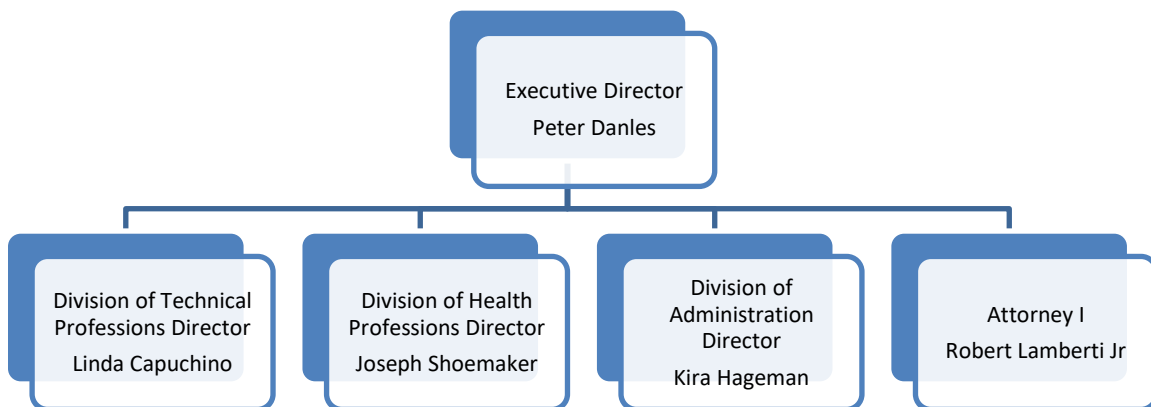 Executive Director
Peter Danles
Division of Technical
Professions Director
Linda Capuchino
Division of Health
Professions Director
Joseph Shoemaker
Division of
Administration
Director
Kira Hageman
Attorney I
Robert Lamberti Jr